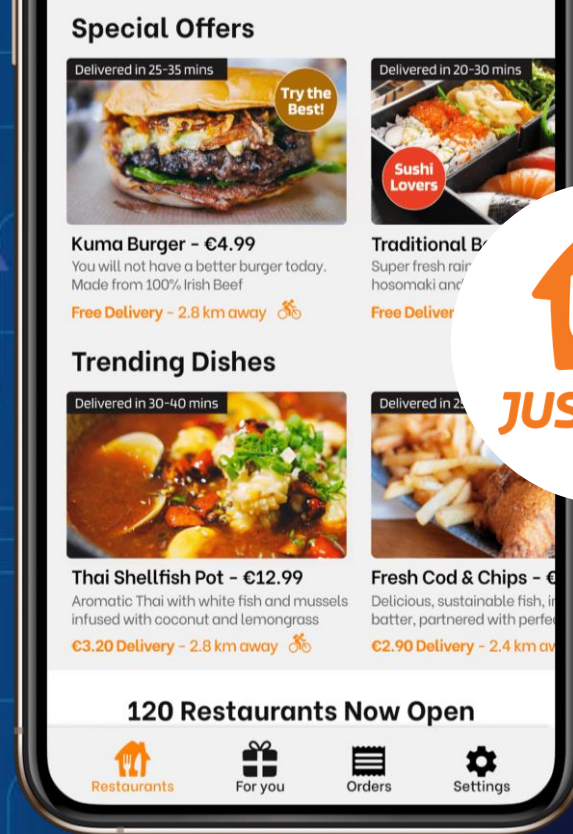 Special Offers
Delivered in 25-35 mins
Try the
Best!
Kuma Burger - €4.99
You will not have a better burger today.
Made from 100% Irish Beef
Free Delivery - 2.8 km away
Delivered in 20-30 mins
Sushi
Lovers
Traditional
Super fresh
hosomaki and
Free
Trending Dishes
Delivered in 30-40 mins
Thai Shellfish Pot - €12.99
Aromatic Thai with white fish and mussels
infused with coconut and lemongrass
€3.20 Delivery - 2.8 km away
Delivered in
Fresh Cod & Chips - €
Delicious, sustainable fish,
batter, partnered with
€2.90 Delivery - 2.4 km
JUS
120 Restaurants Now Open
Restaurants
For you
Orders
Settings